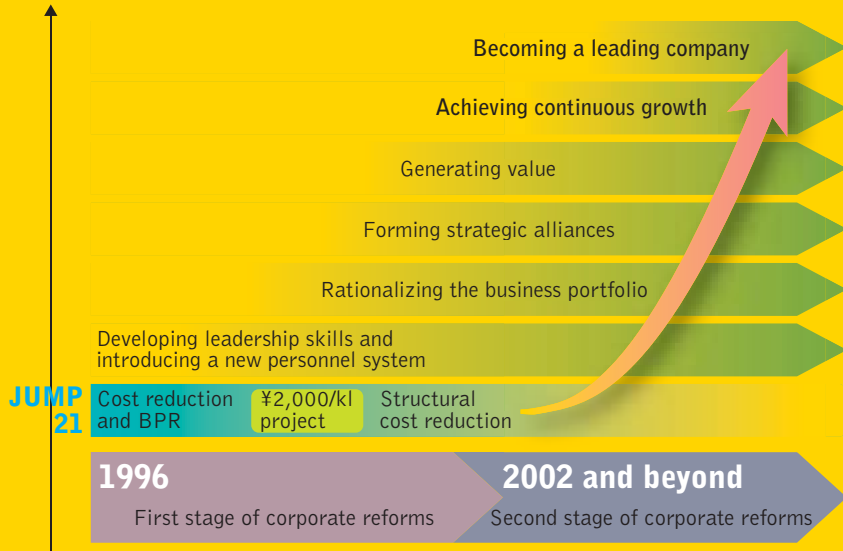 Becoming a leading company
Achieving continuous growth
Generating value
Forming strategic alliances
Rationalizing the business portfolio
Developing leadership skills and
introducing a new personnel system
JUMP
21
Cost reduction
and BPR
¥2,000/kl
project
Structural
cost reduction
1996
First stage of corporate reforms
2002 and beyond
Second stage of corporate reforms